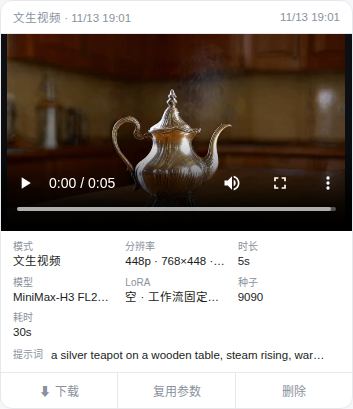 文生视频 · 11/13 19:01
11/13 19:01
0:00 / 0:05
模式
分辨率
时长
文生视频
448p · 768×448 ·...
5s
模型
LoRA
种子
MiniMax-H3 FL2...
空 · 工作流固定...
9090
耗时
30s
提示词 a silver teapot on a wooden table, steam rising, war...
下载
复用参数
删除